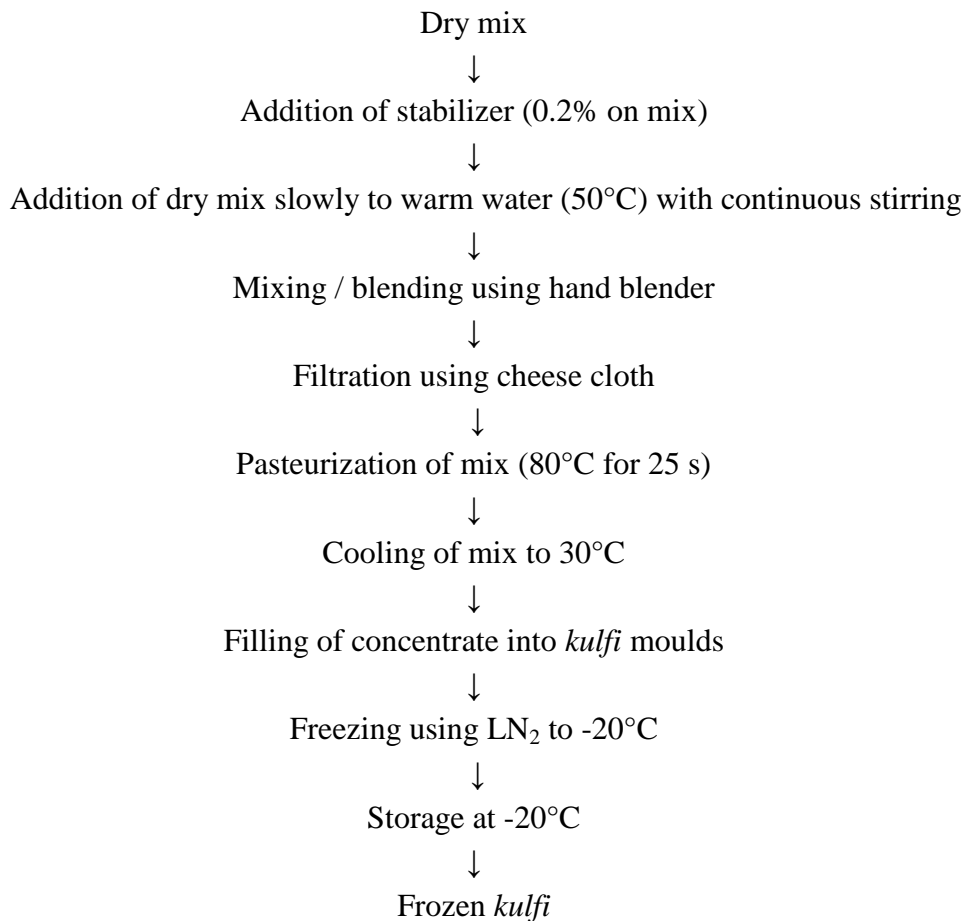 Dry mix
↓
Addition of stabilizer (0.2% on mix)
↓
Addition of dry mix slowly to warm water (50°C) with continuous stirring
↓
Mixing / blending using hand blender
↓
Filtration using cheese cloth
↓
Pasteurization of mix (80°C for 25 s)
↓
Cooling of mix to 30°C
↓
Filling of concentrate into kulfi moulds
↓
Freezing using LN₂ to -20°C
↓
Storage at -20°C
↓
Frozen kulfi